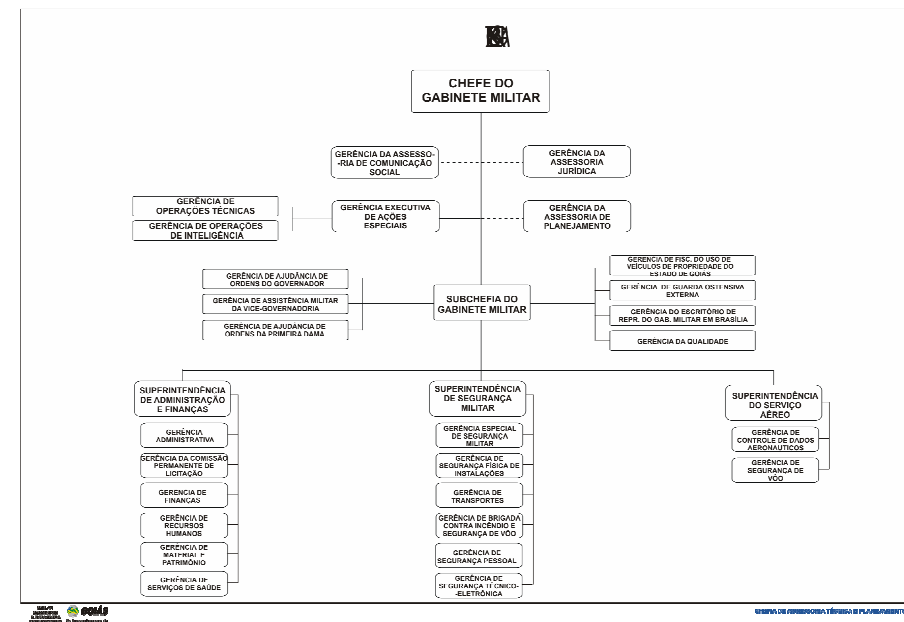 CHEFE DO
GABINETE MILITAR
GERÊNCIA DA ASSESSO-
-RIA DE COMUNICAÇÃO
SOCIAL
GERÊNCIA DA
ASSESSORIA
JURÍDICA
GERÊNCIA DE
OPERAÇÕES TÉCNICAS
GERÊNCIA DE OPERAÇÕES
DE INTELIGÊNCIA
GERÊNCIA EXECUTIVA
DE AÇÕES
ESPECIAIS
GERÊNCIA DA
ASSESSORIA DE
PLANEJAMENTO
GERÊNCIA DE AJUDÂNCIA DE
ORDENS DO GOVERNADOR
GERÊNCIA DE ASSISTÊNCIA MILITAR
DA VICE-GOVERNADORIA
GERÊNCIA DE AJUDANCIA DE
ORDENS DA PRIMEIRA DAMA
SUBCHEFIA DO
GABINETE MILITAR
GERENCIA DE FISC. DO USO DE
VEÍCULOS DE PROPRIEDADE DO
ESTADO DE GOIAS
GERÊNCIA DE GUARDA OSTENSIVA
EXTERNA
GERÊNCIA DO ESCRITÓRIO DE
REPR. DO GAB. MILITAR EM BRASÍLIA
GERÊNCIA DA QUALIDADE
SUPERINTENDÊNCIA
DE ADMINISTRAÇÃO
E FINANÇAS
GERÊNCIA
ADMINISTRATIVA
GERÊNCIA DA COMISSÃO
PERMANENTE DE
LICITAÇÃO
GERENCIA DE
FINANÇAS
GERÊNCIA DE
RECURSOS
HUMANOS
GERENCIA DE
MATERIAL E
PATRIMÔNIO
GERÊNCIA DE
SERVIÇOS DE SAÚDE
SUPERINTENDÊNCIA
DE SEGURANÇA
MILITAR
GERÊNCIA ESPECIAL
DE SEGURANÇA
MILITAR
GERÊNCIA DE
SEGURANÇA FÍSICA DE
INSTALAÇÕES
GERÊNCIA DE
TRANSPORTES
GERÊNCIA DE BRIGADA
CONTRA INCÊNDIO E
SEGURANÇA DE VÔO
GERÊNCIA DE
SEGURANÇA PESSOAL
GERÊNCIA DE
SEGURANÇA TÉCNICO-
-ELETRÔNICA
SUPERINTENDÊNCIA
DO SERVIÇO
AÉREO
GERÊNCIA DE
CONTROLE DE DADOS
AERONAUTICOS
GERÊNCIA DE
SEGURANÇA DE
VÔO
GOIÁS
TÉCNICA E PLANEJAMENTO